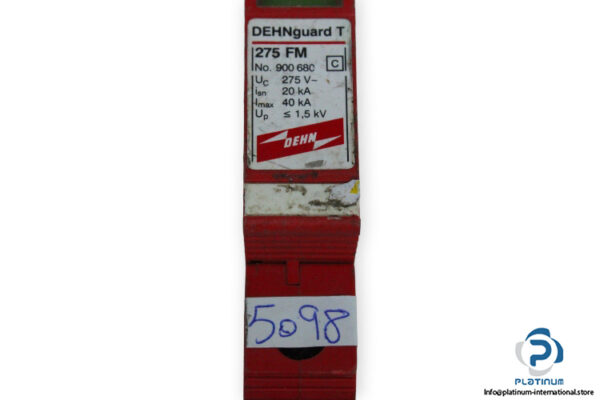 DEHNguard T
275 FM
No. 900 680 C
Uc 275 V~
isn 20 kA
Imax 40 kA
Up ≤ 1,5 kV
DEHN
5098
PLATINUM
https://platinum-international.store